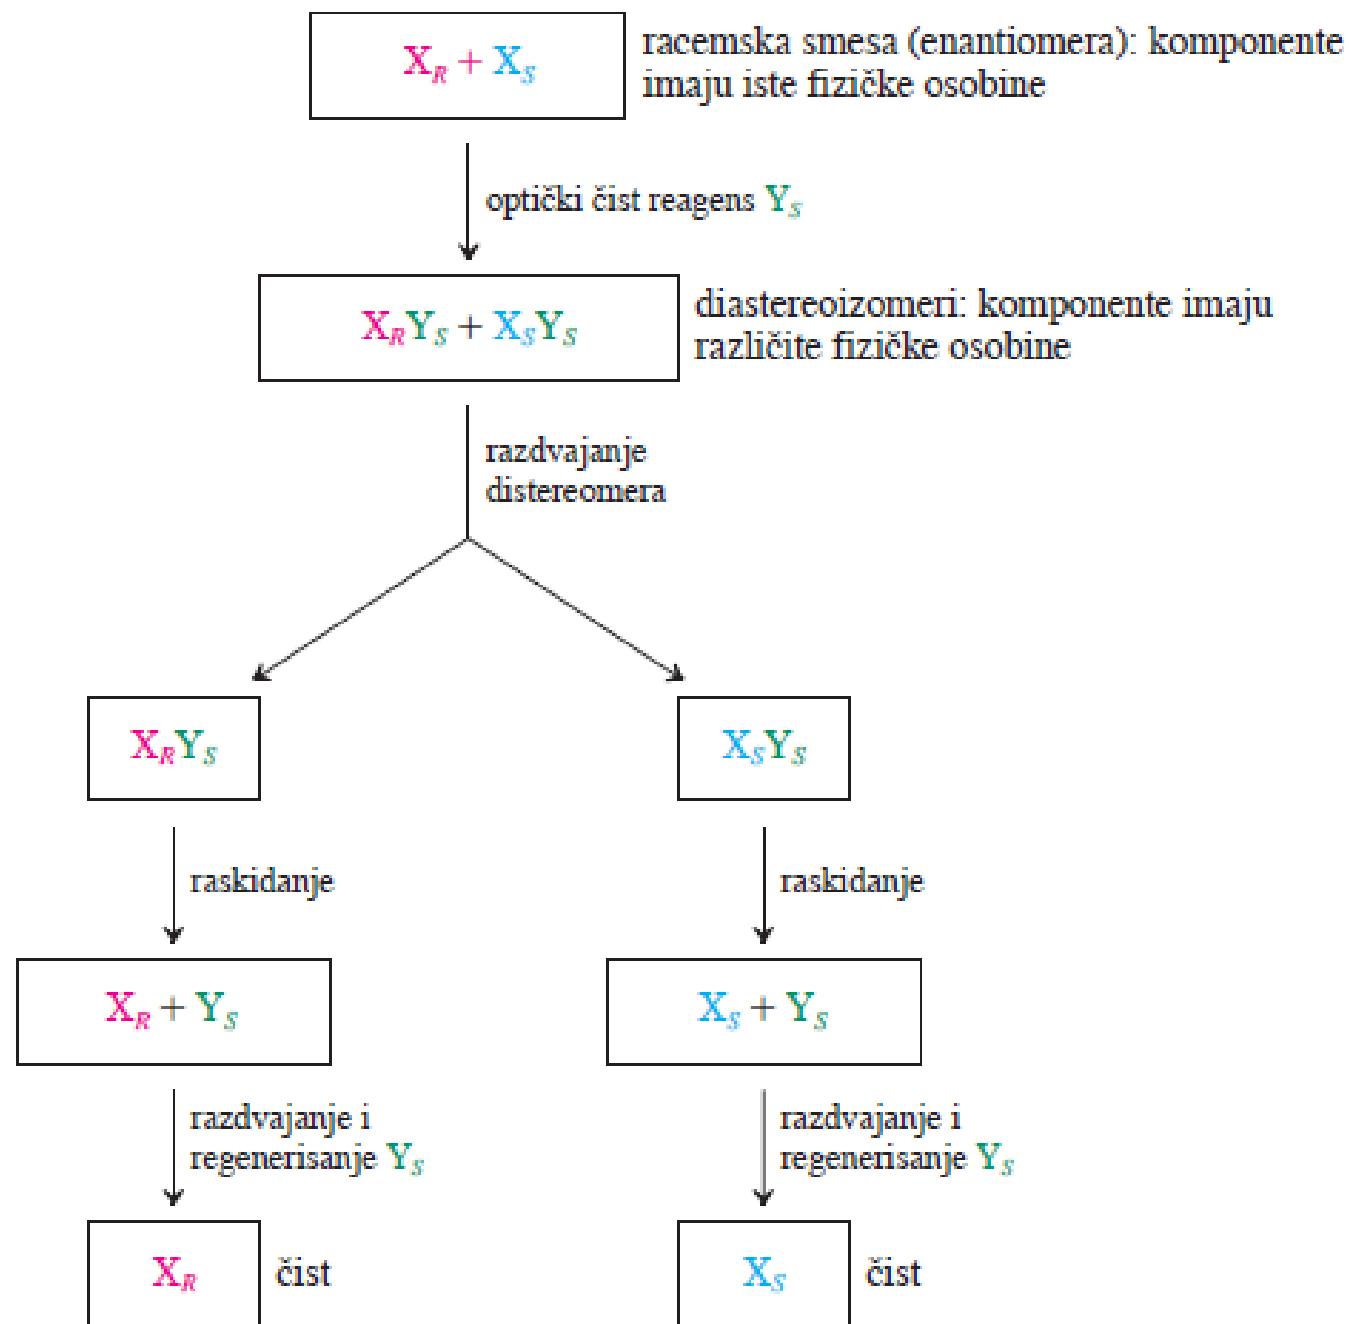 X_R + X_S
racemska smesa (enantiomera): komponente
imaju iste fizičke osobine
optički čist reagens Y_S
X_RY_S + X_SY_S
diastereoizomeri: komponente imaju
različite fizičke osobine
razdvajanje
distereomera
X_RY_S
X_SY_S
raskidanje
raskidanje
X_R + Y_S
X_S + Y_S
razdvajanje i
regenerisanje Y_S
razdvajanje i
regenerisanje Y_S
X_R čist
X_S čist